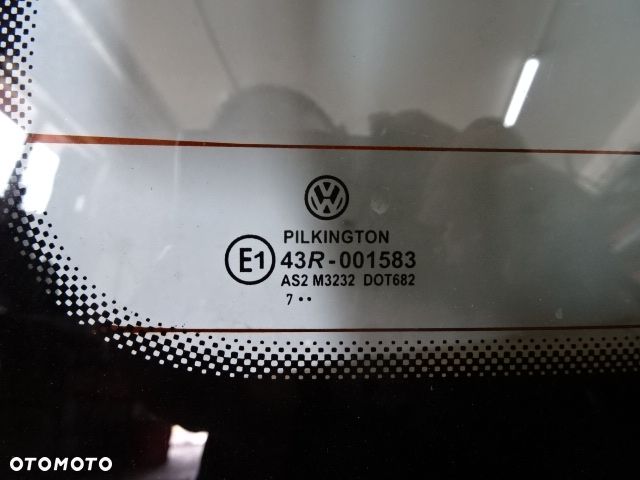 PILKINGTON
E1 43R-001583
AS2 M3232 DOT682
7 ••
OTOMOTO